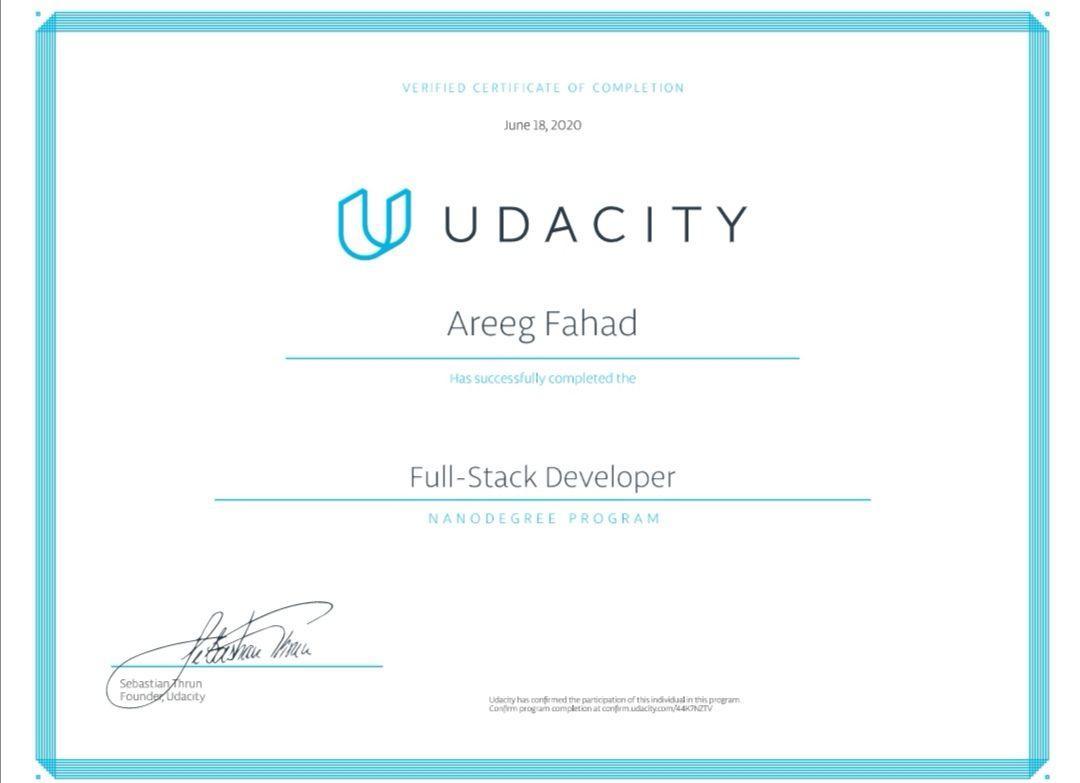 VERIFIED CERTIFICATE OF COMPLETION
June 18, 2020
UDACITY
Areeg Fahad
Has successfully completed the
Full-Stack Developer
NANODEGREE PROGRAM
Sebastian Thrun
Sebastian Thrun
Founder, Udacity
Udacity has confirmed the participation of this individual in this program.
Confirm program completion at confirm.udacity.com/44K7NZTV